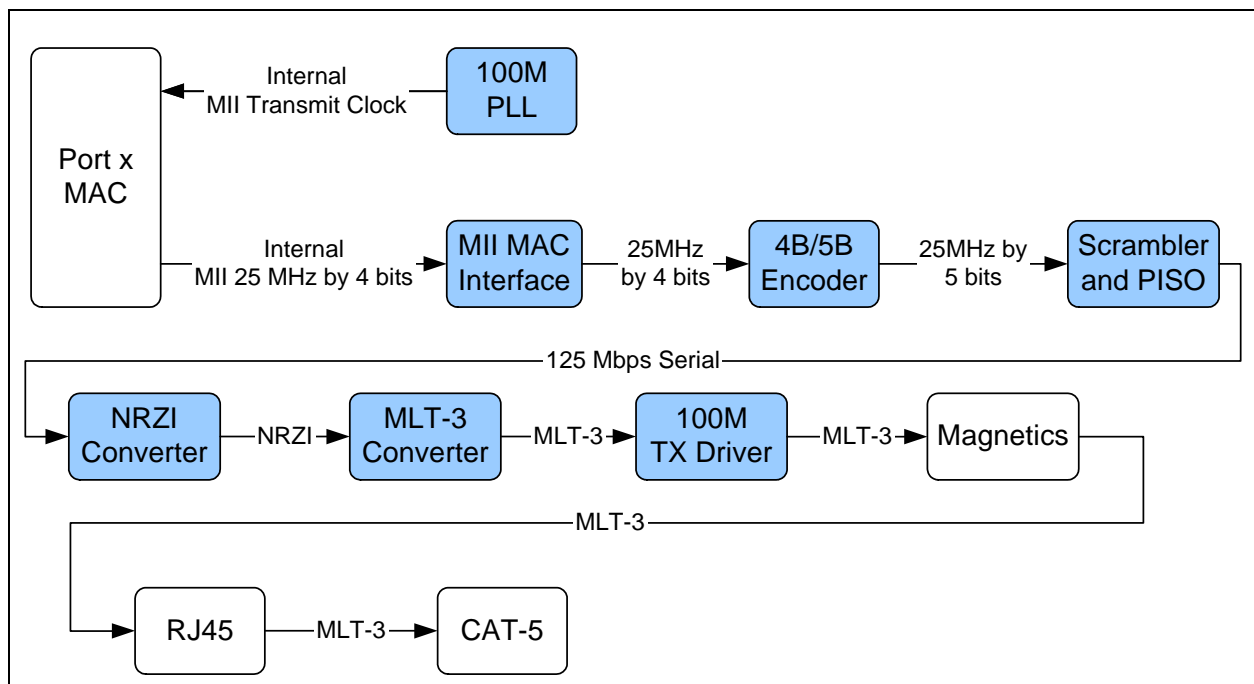 Internal
MII Transmit Clock
100M
PLL
Port x
MAC
Internal
MII 25 MHz by 4 bits
MII MAC
Interface
25MHz
by 4 bits
4B/5B
Encoder
25MHz by
5 bits
Scrambler
and PISO
125 Mbps Serial
NRZI
Converter
NRZI
MLT-3
Converter
MLT-3
100M
TX Driver
MLT-3
Magnetics
MLT-3
RJ45
MLT-3
CAT-5